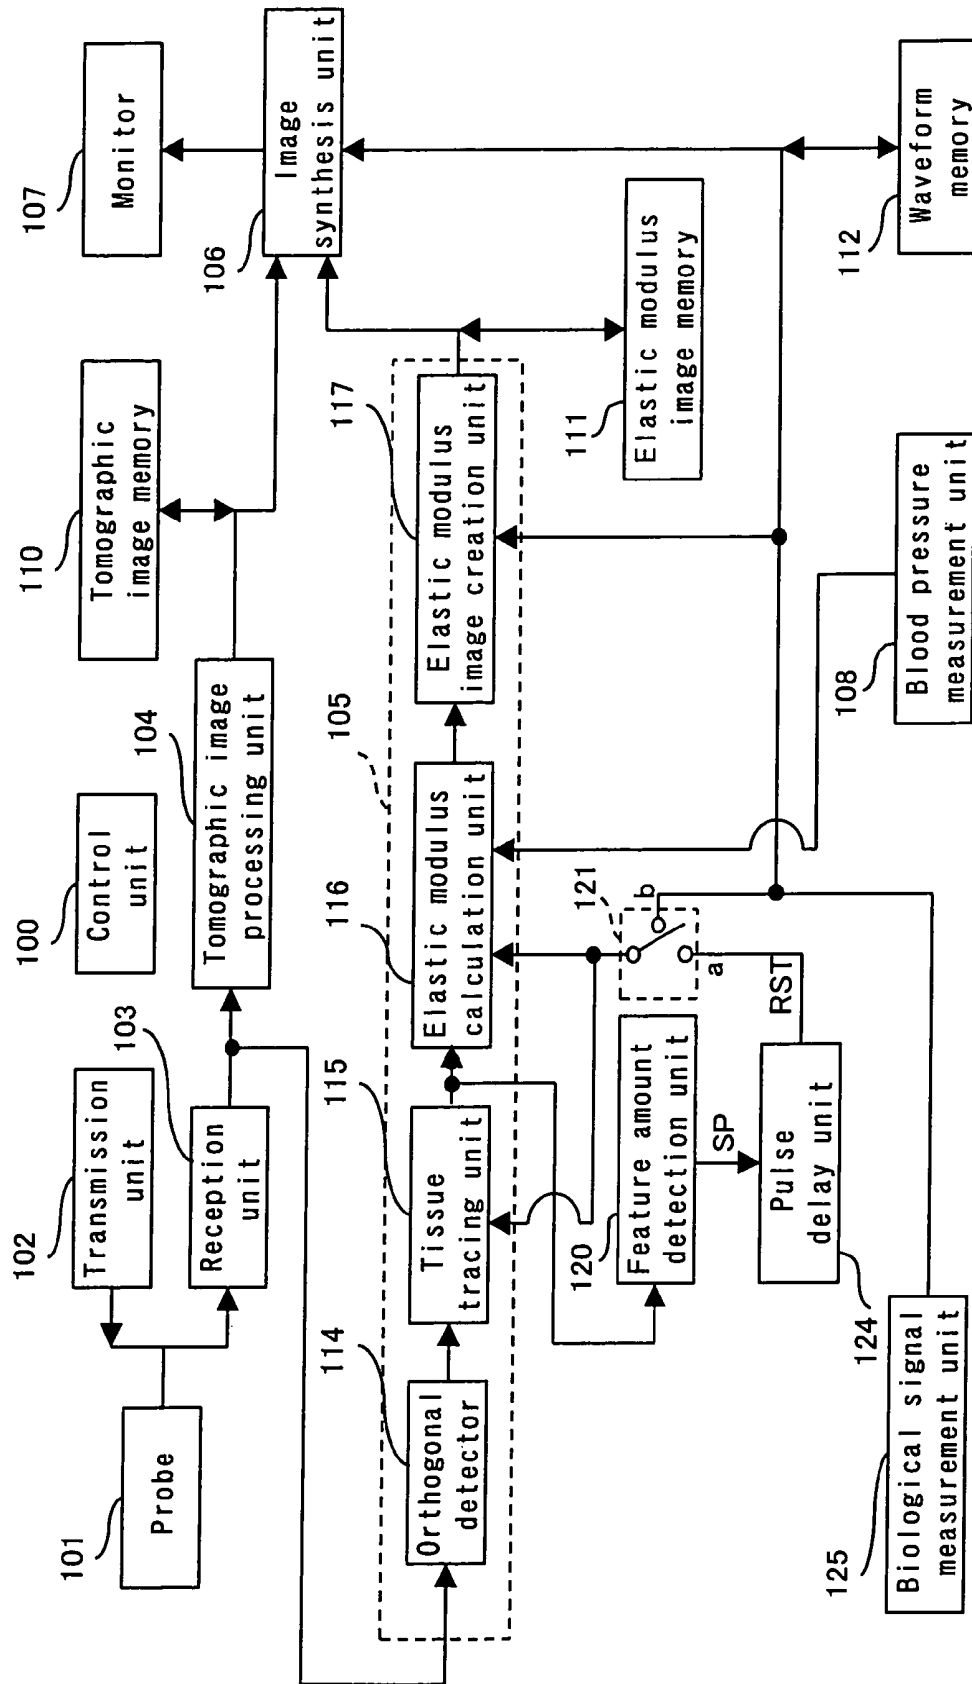 101
Probe
102
Transmission
unit
103
Reception
unit
100
Control
unit
104
Tomographic image
processing unit
110
Tomographic
image memory
107
Monitor
106
Image
synthesis unit
105
114
Orthogonal
detector
115
Tissue
tracing unit
116
Elastic modulus
calculation unit
117
Elastic modulus
image creation unit
111
Elastic modulus
image memory
120
Feature amount
detection unit
SP
121
b
a
RST
Pulse
delay unit
124
125
Biological signal
measurement unit
108
Blood pressure
measurement unit
112
Waveform
memory